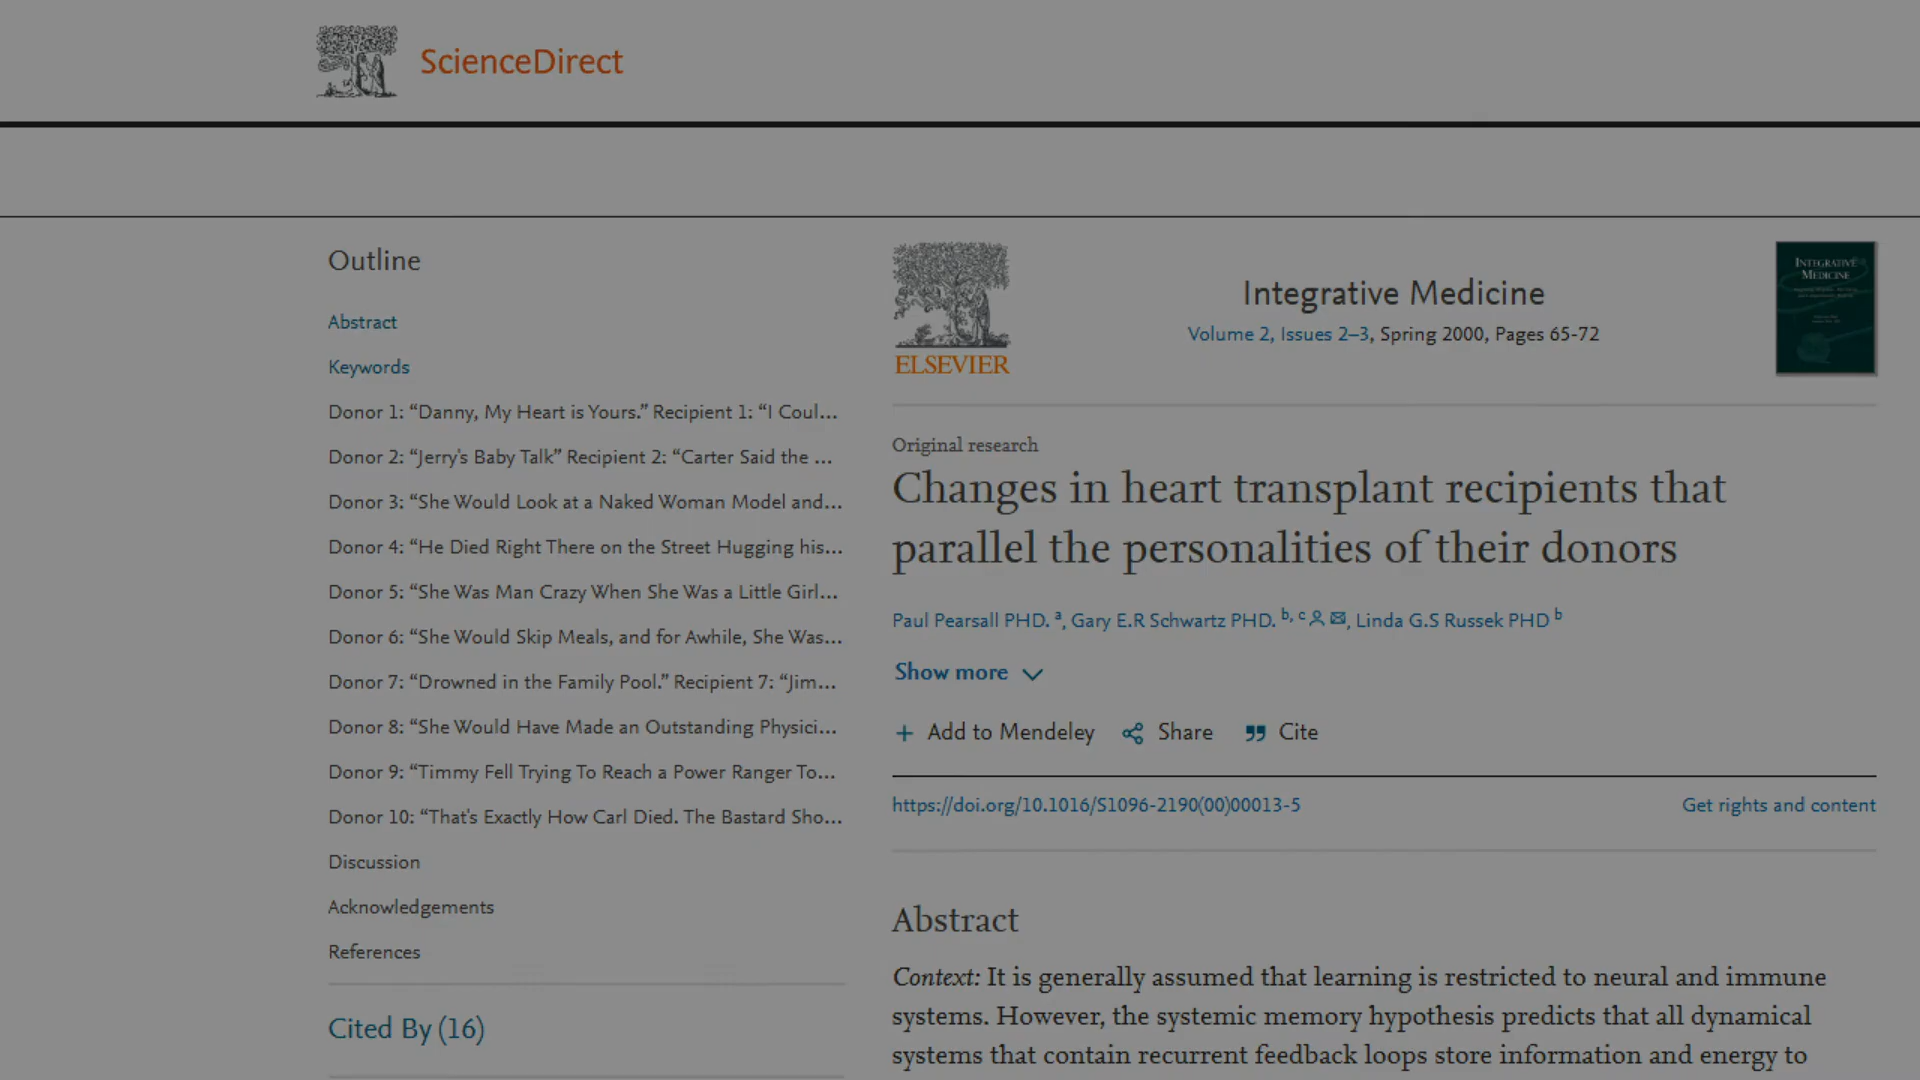 ScienceDirect
Outline
Abstract
Keywords
Donor 1: “Danny, My Heart is Yours.” Recipient 1: “I Coul...
Donor 2: “Jerry's Baby Talk” Recipient 2: “Carter Said the ...
Donor 3: “She Would Look at a Naked Woman Model and...
Donor 4: “He Died Right There on the Street Hugging his...
Donor 5: “She Was Man Crazy When She Was a Little Girl...
Donor 6: “She Would Skip Meals, and for Awhile, She Was...
Donor 7: “Drowned in the Family Pool.” Recipient 7: “Jim...
Donor 8: “She Would Have Made an Outstanding Physici...
Donor 9: “Timmy Fell Trying To Reach a Power Ranger To...
Donor 10: “That's Exactly How Carl Died. The Bastard Sho...
Discussion
Acknowledgements
References
Cited By (16)
ELSEVIER
Integrative Medicine
Volume 2, Issues 2–3, Spring 2000, Pages 65-72
INTEGRATIVE
MEDICINE
Original research
Changes in heart transplant recipients that
parallel the personalities of their donors
Paul Pearsall PHD. a, Gary E.R Schwartz PHD. b, c, Linda G.S Russek PHD b
Show more
+ Add to Mendeley Share Cite
https://doi.org/10.1016/S1096-2190(00)00013-5 Get rights and content
Abstract
Context: It is generally assumed that learning is restricted to neural and immune
systems. However, the systemic memory hypothesis predicts that all dynamical
systems that contain recurrent feedback loops store information and energy to